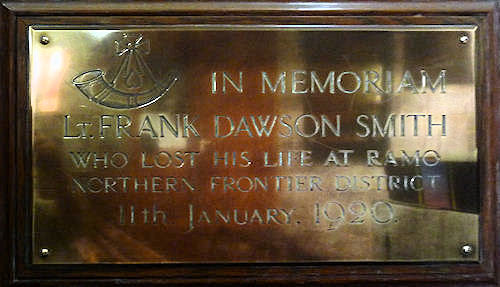 IN MEMORIAM
LT. FRANK DAWSON SMITH
WHO LOST HIS LIFE AT RAMO
NORTHERN FRONTIER DISTRICT
11th. JANUARY. 1920.